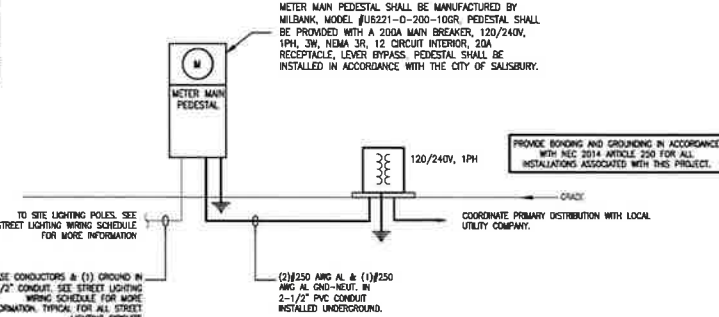 METER MAIN PEDESTAL SHALL BE MANUFACTURED BY
MILBANK, MODEL #U6221-O-200-10GR. PEDESTAL SHALL
BE PROVIDED WITH A 200A MAIN BREAKER, 120/240V,
1PH, 3W, NEMA 3R, 12 CIRCUIT INTERIOR, 20A
RECEPTACLE, LEVER BYPASS. PEDESTAL SHALL BE
INSTALLED IN ACCORDANCE WITH THE CITY OF SALISBURY.
M
METER MAIN
PEDESTAL
120/240V, 1PH
PROVIDE BONDING AND GROUNDING IN ACCORDANCE
WITH NEC 2014 ARTICLE 250 FOR ALL
INSTALLATIONS ASSOCIATED WITH THIS PROJECT.
GRADE
TO SITE LIGHTING POLES. SEE
STREET LIGHTING WIRING SCHEDULE
FOR MORE INFORMATION
COORDINATE PRIMARY DISTRIBUTION WITH LOCAL
UTILITY COMPANY.
SE CONDUCTORS & (1) GROUND IN
/2" CONDUIT. SEE STREET LIGHTING
WIRING SCHEDULE FOR MORE
ORMATION. TYPICAL FOR ALL STREET
(2)#250 AWG AL & (1)#250
AWG AL GND-NEUT. IN
2-1/2" PVC CONDUIT
INSTALLED UNDERGROUND.